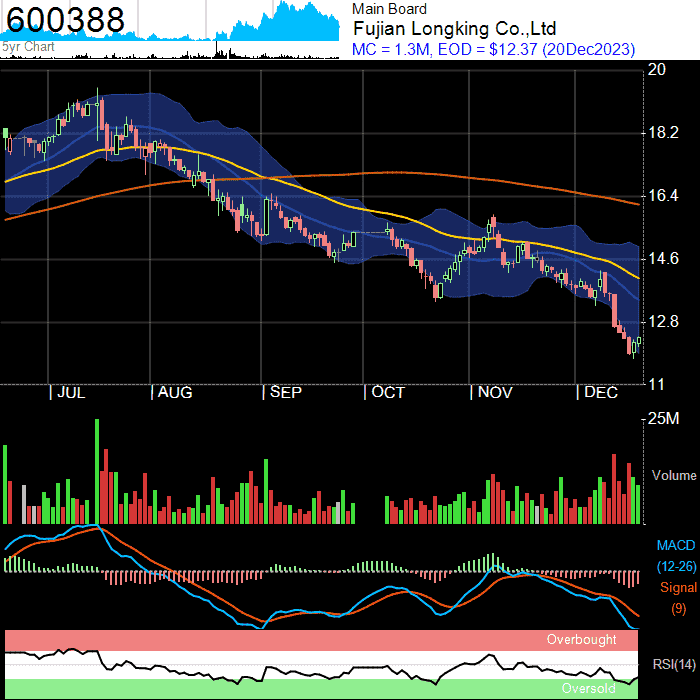 600388
5yr Chart
Main Board
Fujian Longking Co.,Ltd
MC = 1.3M, EOD = $12.37 (20Dec2023)
20
18.2
16.4
14.6
12.8
11
| JUL | AUG | SEP | OCT | NOV | DEC
25M
Volume
MACD
(12-26)
Signal
(9)
Overbought
RSI(14)
Oversold